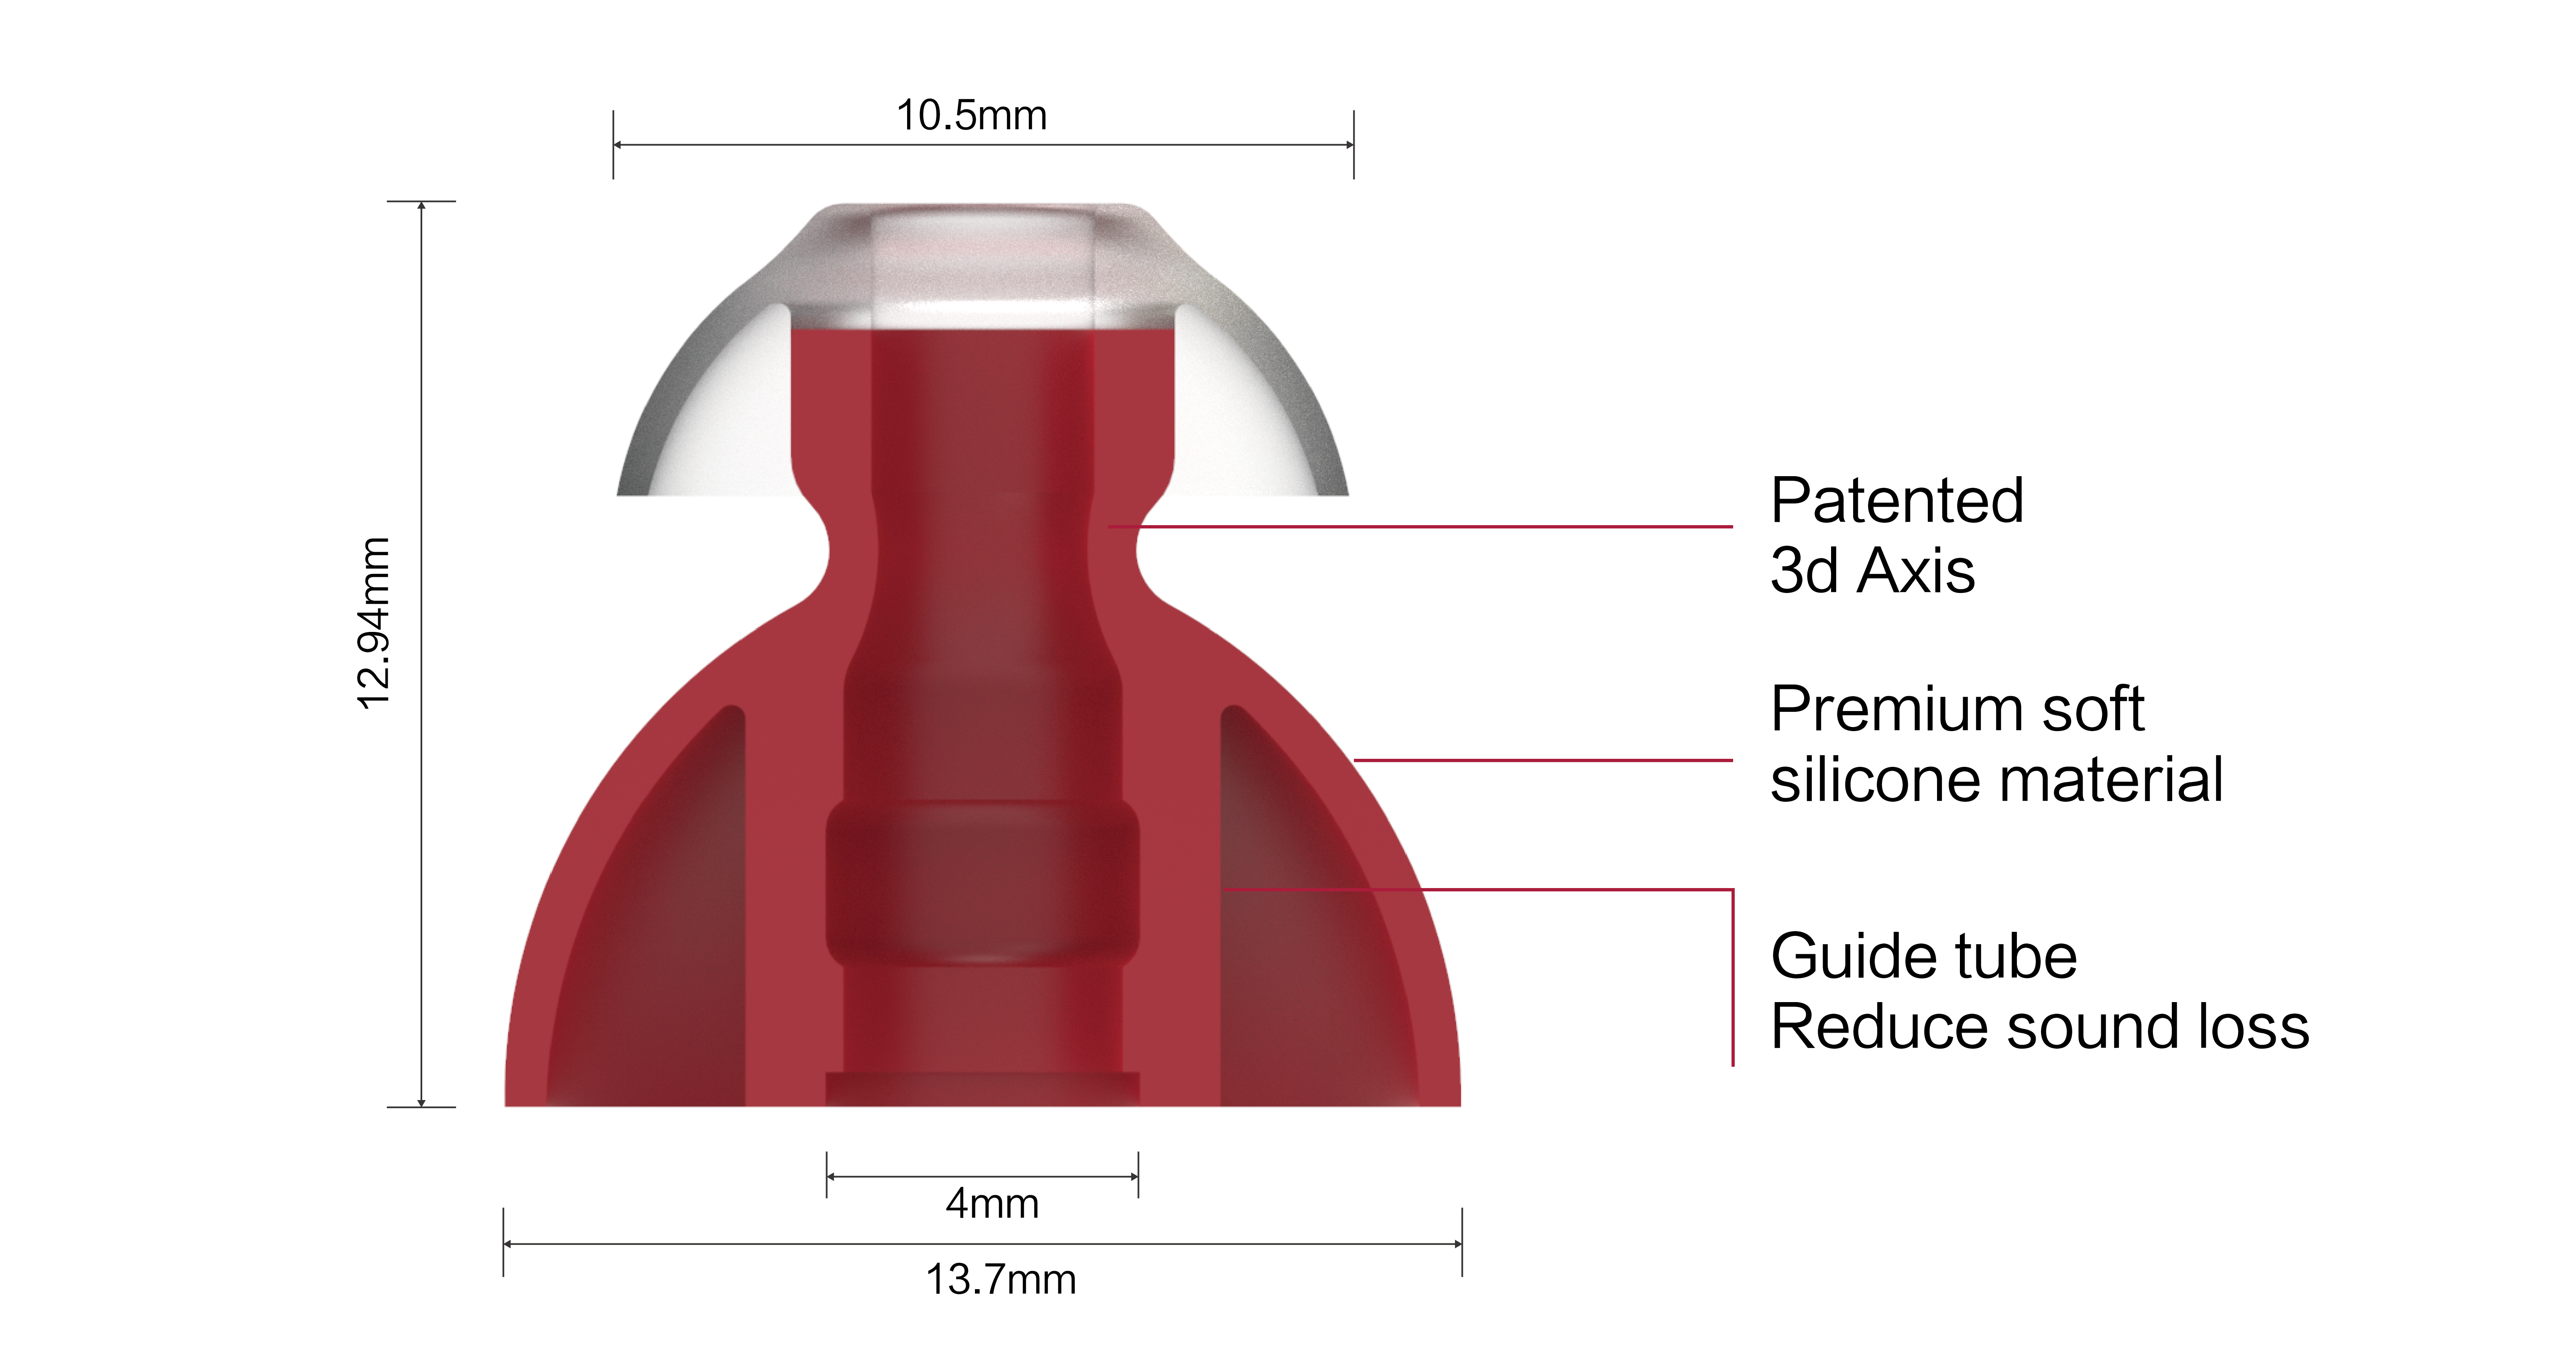 10.5mm
12.94mm
Patented
3d Axis
Premium soft
silicone material
Guide tube
Reduce sound loss
4mm
13.7mm